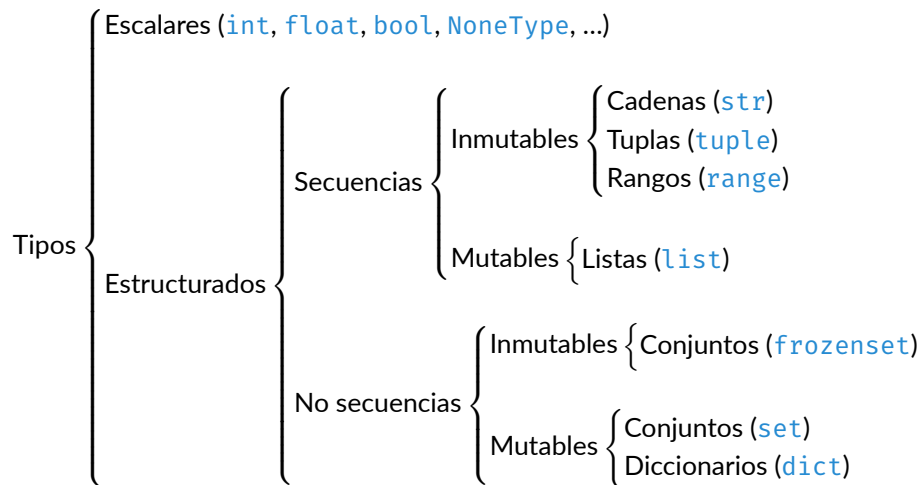 Escalares (int, float, bool, NoneType, …)
Cadenas (str)
Inmutables
Tuplas (tuple)
Secuencias
Rangos (range)
Tipos
Mutables
Listas (list)
Estructurados
Inmutables
Conjuntos (frozenset)
No secuencias
Conjuntos (set)
Mutables
Diccionarios (dict)